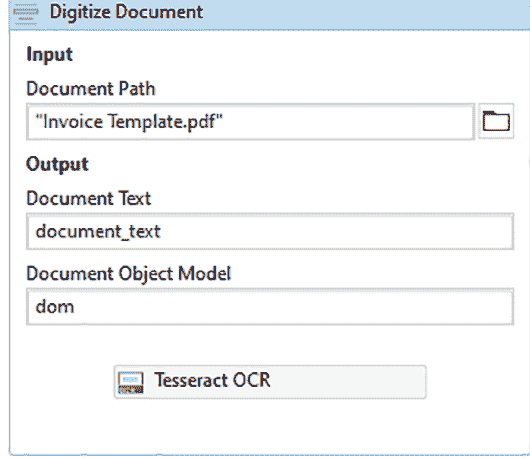 Digitize Document
Input
Document Path
"Invoice Template.pdf"
Output
Document Text
document_text
Document Object Model
dom
Tesseract OCR